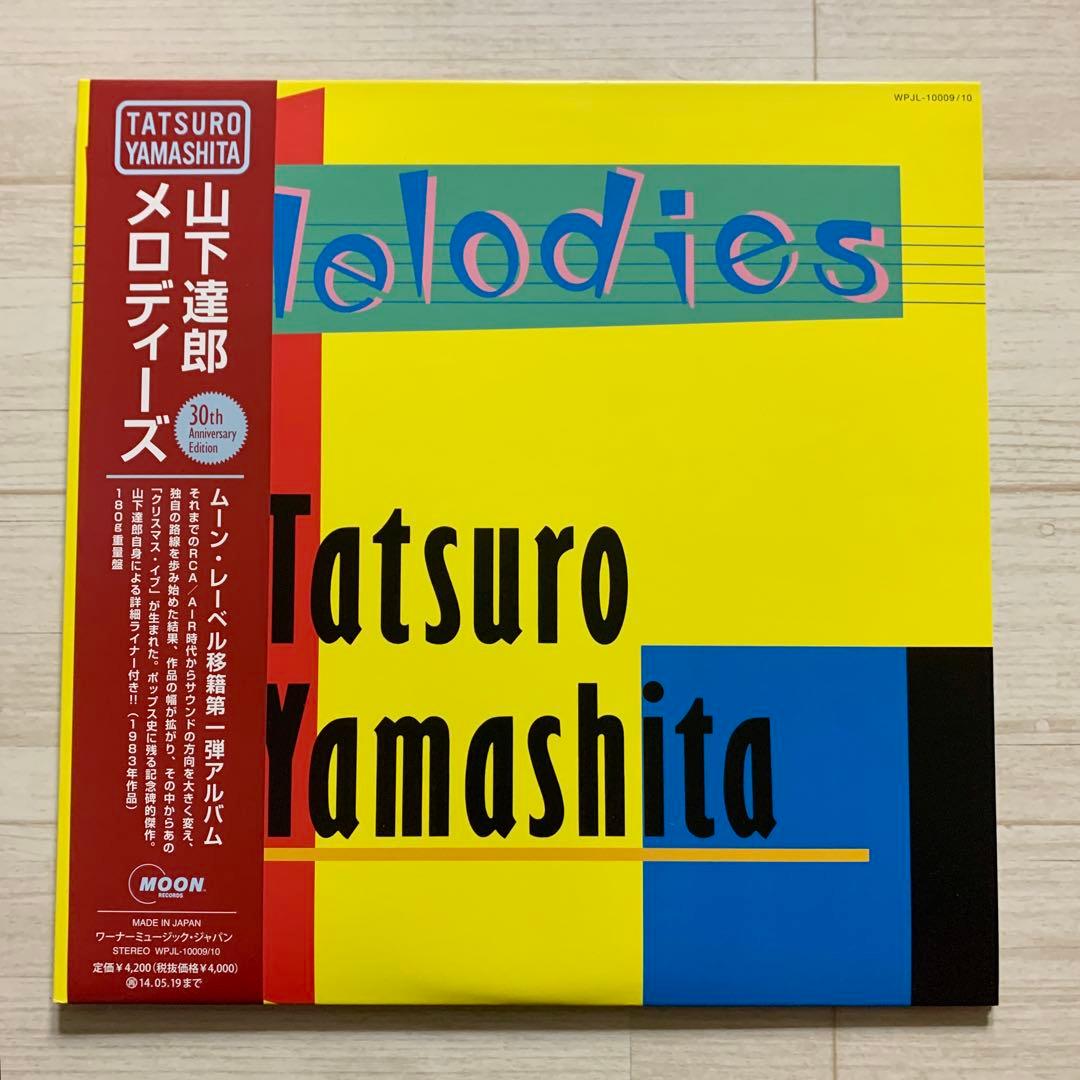 WPJL-10009/10
TATSURO
YAMASHITA
山下達郎
メロディーズ
30th
Anniversary
Edition
ムーン・レーベル移籍第一弾アルバム
それまでのRCA/AIR時代からサウンドの方向を大きく変え、
独自の路線を歩み始めた結果、作品の幅が拡がり、その中からあの
「クリスマス・イブ」が生まれた。ポップス史に残る記念碑的傑作。
山下達郎自身による詳細ライナー付き!!(1983年作品)
180g重量盤
MOON
RECORDS
MADE IN JAPAN
ワーナーミュージック・ジャパン
STEREO WPJL-10009/10
定価¥4,200(税抜価格¥4,000)
再14.05.19まで
elodies
Tatsuro
Yamashita